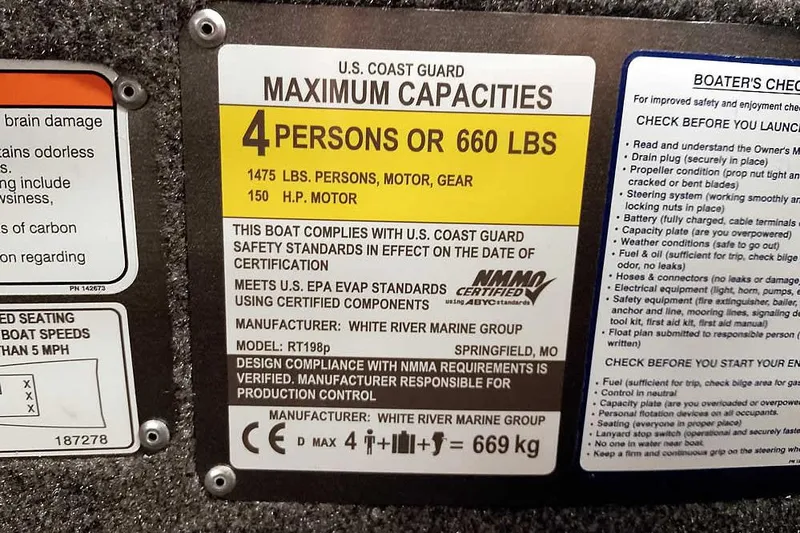 brain damage
tains odorless
s.
ng include
wsiness,
s of carbon
on regarding
PN 142673
ED SEATING
BOAT SPEEDS
THAN 5 MPH
X
X
X
187278
U.S. COAST GUARD
MAXIMUM CAPACITIES
4 PERSONS OR 660 LBS
1475 LBS. PERSONS, MOTOR, GEAR
150 H.P. MOTOR
THIS BOAT COMPLIES WITH U.S. COAST GUARD
SAFETY STANDARDS IN EFFECT ON THE DATE OF
CERTIFICATION
MEETS U.S. EPA EVAP STANDARDS
USING CERTIFIED COMPONENTS
NMMA
CERTIFIED
using ABYC standards
MANUFACTURER: WHITE RIVER MARINE GROUP
MODEL: RT198p SPRINGFIELD, MO
DESIGN COMPLIANCE WITH NMMA REQUIREMENTS IS
VERIFIED. MANUFACTURER RESPONSIBLE FOR
PRODUCTION CONTROL
MANUFACTURER: WHITE RIVER MARINE GROUP
CE D MAX 4 + + = 669 kg
BOATER'S CHEC
For improved safety and enjoyment che
CHECK BEFORE YOU LAUNC
• Read and understand the Owner's M
• Drain plug (securely in place)
• Propeller condition (prop nut tight an
cracked or bent blades)
• Steering system (working smoothly an
locking nuts in place)
• Battery (fully charged, cable terminals
• Capacity plate (are you overpowered)
• Weather conditions (safe to go out)
• Fuel & oil (sufficient for trip, check bilge
odor, no leaks)
• Hoses & connectors (no leaks or damage
• Electrical equipment (light, horn, pumps, e
• Safety equipment (fire extinguisher, bailer,
anchor and line, mooring lines, signaling de
tool kit, first aid kit, first aid manual)
• Float plan submitted to responsible person (
written)
CHECK BEFORE YOU START YOUR EN
• Fuel (sufficient for trip, check bilge area for gas
• Control in neutral
• Capacity plate (are you overloaded or overpowe
• Personal flotation devices on all occupants.
• Seating (everyone in proper place)
• Lanyard stop switch (operational and securely faste
• No one in water near boat.
• Keep a firm and continuous grip on the steering whe